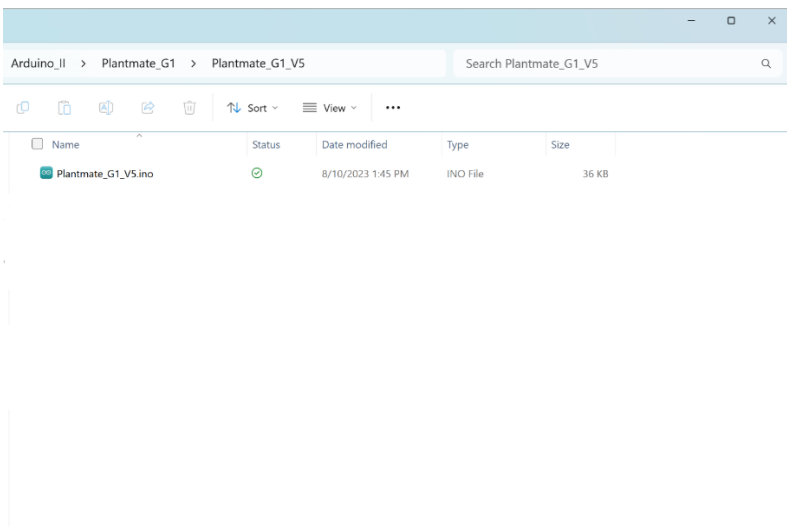 Arduino_II > Plantmate_G1 > Plantmate_G1_V5 Search Plantmate_G1_V5
Sort View
Name Status Date modified Type Size
Plantmate_G1_V5.ino 8/10/2023 1:45 PM INO File 36 KB